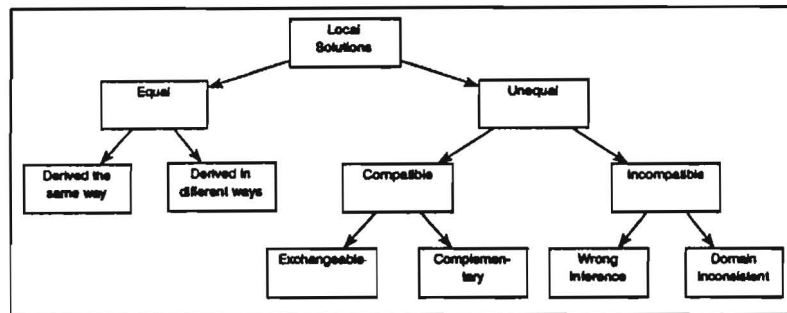 Local
Solutions
Equal
Unequal
Derived the
same way
Derived in
different ways
Compatible
Incompatible
Exchangeable
Complemen-
tary
Wrong
Inference
Domain
Inconsistent